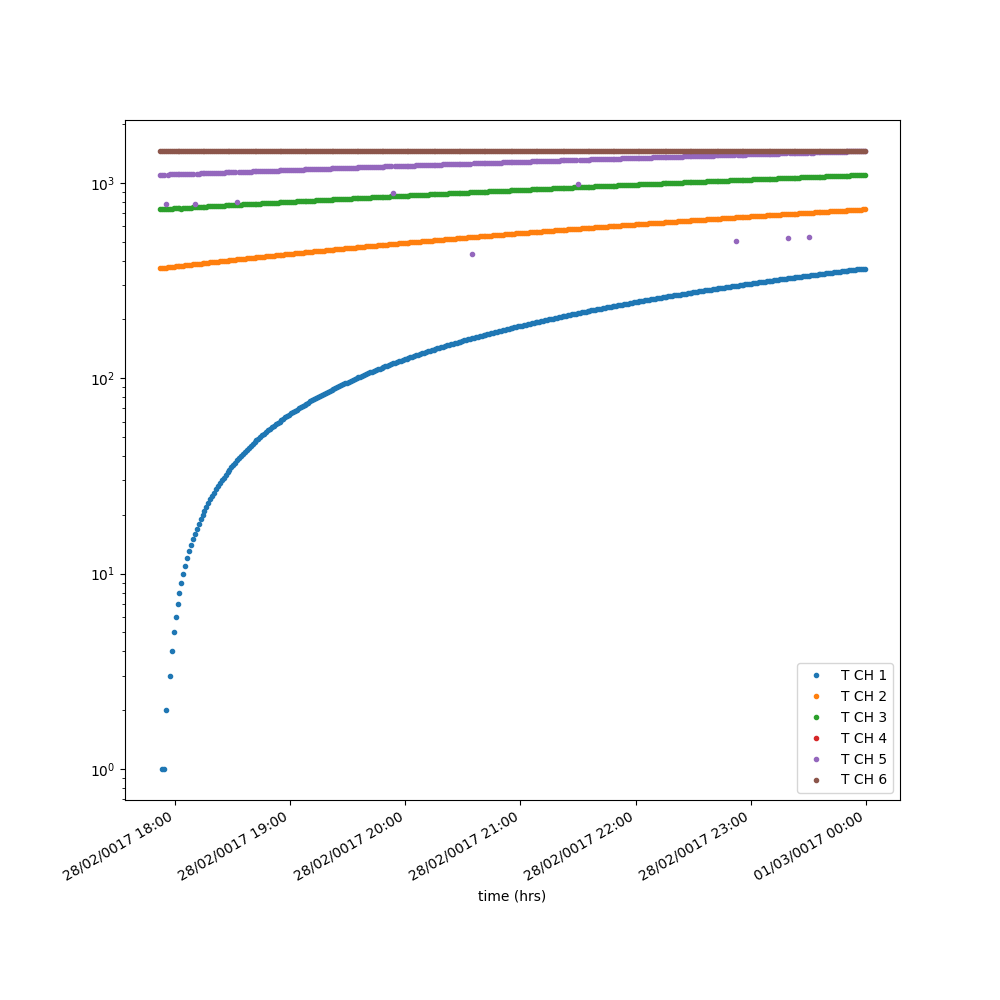 10³
10²
10¹
10⁰
T CH 1
T CH 2
T CH 3
T CH 4
T CH 5
T CH 6
28/02/0017 18:00
28/02/0017 19:00
28/02/0017 20:00
28/02/0017 21:00
28/02/0017 22:00
28/02/0017 23:00
01/03/0017 00:00
time (hrs)